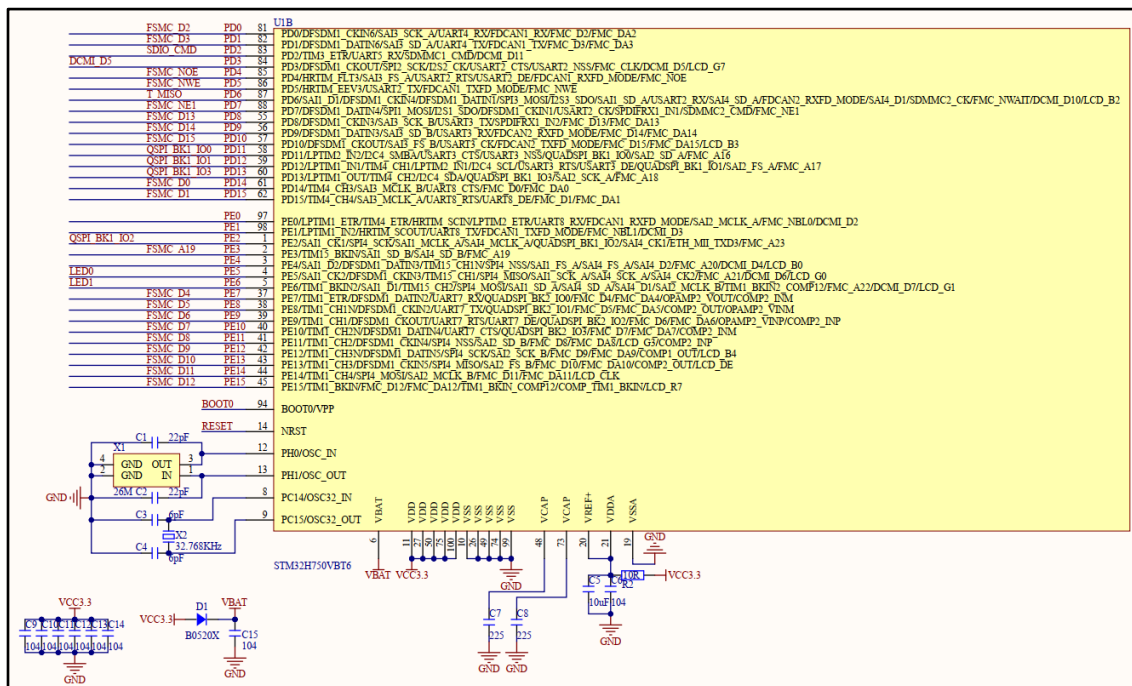 U1B
FSMC_D2 PD0 81 PD0/DFSDM1_CKIN6/SAI3_SCK_A/UART4_RX/FDCAN1_RX/FMC_D2/FMC_DA2
FSMC_D3 PD1 82 PD1/DFSDM1_DATIN6/SAI3_SD_A/UART4_TX/FDCAN1_TX/FMC_D3/FMC_DA3
SDIO_CMD PD2 83 PD2/TIM3_ETR/UART5_RX/SDMMC1_CMD/DCMI_D11
DCMI_D5 PD3 84 PD3/DFSDM1_CKOUT/SPI2_SCK/I2S2_CK/USART2_CTS/USART2_NSS/FMC_CLK/DCMI_D5/LCD_G7
FSMC_NOE PD4 85 PD4/HRTIM_FLT3/SAI3_FS_A/USART2_RTS/USART2_DE/FDCAN1_RXFD_MODE/FMC_NOE
FSMC_NWE PD5 86 PD5/HRTIM_EEV3/USART2_TX/FDCAN1_TXFD_MODE/FMC_NWE
T_MISO PD6 87 PD6/SAI1_D1/DFSDM1_CKIN4/DFSDM1_DATIN1/SPI3_MOSI/I2S3_SDO/SAI1_SD_A/USART2_RX/SAI4_SD_A/FDCAN2_RXFD_MODE/SAI4_D1/SDMMC2_CK/FMC_NWAIT/DCMI_D10/LCD_B2
FSMC_NE1 PD7 88 PD7/DFSDM1_DATIN4/SPI1_MOSI/I2S1_SDO/DFSDM1_CKIN1/USART2_CK/SPDIFRX1_IN1/SDMMC2_CMD/FMC_NE1
FSMC_D13 PD8 55 PD8/DFSDM1_CKIN3/SAI3_SCK_B/USART3_TX/SPDIFRX1_IN2/FMC_D13/FMC_DA13
FSMC_D14 PD9 56 PD9/DFSDM1_DATIN3/SAI3_SD_B/USART3_RX/FDCAN2_RXFD_MODE/FMC_D14/FMC_DA14
FSMC_D15 PD10 57 PD10/DFSDM1_CKOUT/SAI3_FS_B/USART3_CK/FDCAN2_TXFD_MODE/FMC_D15/FMC_DA15/LCD_B3
QSPI_BK1_IO0 PD11 58 PD11/LPTIM2_IN2/I2C4_SMBA/USART3_CTS/USART3_NSS/QUADSPI_BK1_IO0/SAI2_SD_A/FMC_A16
QSPI_BK1_IO1 PD12 59 PD12/LPTIM1_IN1/TIM4_CH1/LPTIM2_IN1/I2C4_SCL/USART3_RTS/USART3_DE/QUADSPI_BK1_IO1/SAI2_FS_A/FMC_A17
QSPI_BK1_IO3 PD13 60 PD13/LPTIM1_OUT/TIM4_CH2/I2C4_SDA/QUADSPI_BK1_IO3/SAI2_SCK_A/FMC_A18
FSMC_D0 PD14 61 PD14/TIM4_CH3/SAI3_MCLK_B/UART8_CTS/FMC_D0/FMC_DA0
FSMC_D1 PD15 62 PD15/TIM4_CH4/SAI3_MCLK_A/UART8_RTS/UART8_DE/FMC_D1/FMC_DA1
PE0 97 PE0/LPTIM1_ETR/TIM4_ETR/HRTIM_SCIN/LPTIM2_ETR/UART8_RX/FDCAN1_RXFD_MODE/SAI2_MCLK_A/FMC_NBL0/DCMI_D2
PE1 98 PE1/LPTIM1_IN2/HRTIM_SCOUT/UART8_TX/FDCAN1_TXFD_MODE/FMC_NBL1/DCMI_D3
QSPI_BK1_IO2 PE2 1 PE2/SAI1_CK1/SPI4_SCK/SAI1_MCLK_A/SAI4_MCLK_A/QUADSPI_BK1_IO2/SAI4_CK1/ETH_MII_TXD3/FMC_A23
FSMC_A19 PE3 2 PE3/TIM15_BKIN/SAI1_SD_B/SAI4_SD_B/FMC_A19
PE4 3 PE4/SAI1_D2/DFSDM1_DATIN3/TIM15_CH1N/SPI4_NSS/SAI1_FS_A/SAI4_FS_A/SAI4_D2/FMC_A20/DCMI_D4/LCD_B0
LED0 PE5 4 PE5/SAI1_CK2/DFSDM1_CKIN3/TIM15_CH1/SPI4_MISO/SAI1_SCK_A/SAI4_SCK_A/SAI4_CK2/FMC_A21/DCMI_D6/LCD_G0
LED1 PE6 5 PE6/TIM1_BKIN2/SAI1_D1/TIM15_CH2/SPI4_MOSI/SAI1_SD_A/SAI4_SD_A/SAI4_D1/SAI2_MCLK_B/TIM1_BKIN2_COMP12/FMC_A22/DCMI_D7/LCD_G1
FSMC_D4 PE7 37 PE7/TIM1_ETR/DFSDM1_DATIN2/UART7_RX/QUADSPI_BK2_IO0/FMC_D4/FMC_DA4/OPAMP2_VOUT/COMP2_INM
FSMC_D5 PE8 38 PE8/TIM1_CH1N/DFSDM1_CKIN2/UART7_TX/QUADSPI_BK2_IO1/FMC_D5/FMC_DA5/COMP2_OUT/OPAMP2_VINM
FSMC_D6 PE9 39 PE9/TIM1_CH1/DFSDM1_CKOUT/UART7_RTS/UART7_DE/QUADSPI_BK2_IO2/FMC_D6/FMC_DA6/OPAMP2_VINP/COMP2_INP
FSMC_D7 PE10 40 PE10/TIM1_CH2N/DFSDM1_DATIN4/UART7_CTS/QUADSPI_BK2_IO3/FMC_D7/FMC_DA7/COMP2_INM
FSMC_D8 PE11 41 PE11/TIM1_CH2/DFSDM1_CKIN4/SPI4_NSS/SAI2_SD_B/FMC_D8/FMC_DA8/LCD_G3/COMP2_INP
FSMC_D9 PE12 42 PE12/TIM1_CH3N/DFSDM1_DATIN5/SPI4_SCK/SAI2_SCK_B/FMC_D9/FMC_DA9/COMP1_OUT/LCD_B4
FSMC_D10 PE13 43 PE13/TIM1_CH3/DFSDM1_CKIN5/SPI4_MISO/SAI2_FS_B/FMC_D10/FMC_DA10/COMP2_OUT/LCD_DE
FSMC_D11 PE14 44 PE14/TIM1_CH4/SPI4_MOSI/SAI2_MCLK_B/FMC_D11/FMC_DA11/LCD_CLK
FSMC_D12 PE15 45 PE15/TIM1_BKIN/FMC_D12/FMC_DA12/TIM1_BKIN_COMP12/COMP_TIM1_BKIN/LCD_R7
BOOT0 94 BOOT0/VPP
RESET 14 NRST
C1 22pF
12 PH0/OSC_IN
X1
4 GND OUT 3
2 GND IN 1
13 PH1/OSC_OUT
GND
26M C2 22pF
8 PC14/OSC32_IN
C3 6pF
9 PC15/OSC32_OUT
X2
32.768KHz
C4 6pF
VBAT VDD VDD VDD VDD VDD VSS VSS VSS VSS VSS VCAP VCAP VREF+ VDDA VSSA
6 11 27 50 75 100 10 26 49 74 99 48 73 20 21 19
GND
STM32H750VBT6
VBAT VCC3.3 GND
C5 C6 10R VCC3.3
R2
10uF 104
GND
C7 C8
225 225
GND GND
VCC3.3
C9 C10 C11 C12 C13 C14
104 104 104 104 104 104
GND
D1 VBAT
VCC3.3
B0520X
C15
104
GND